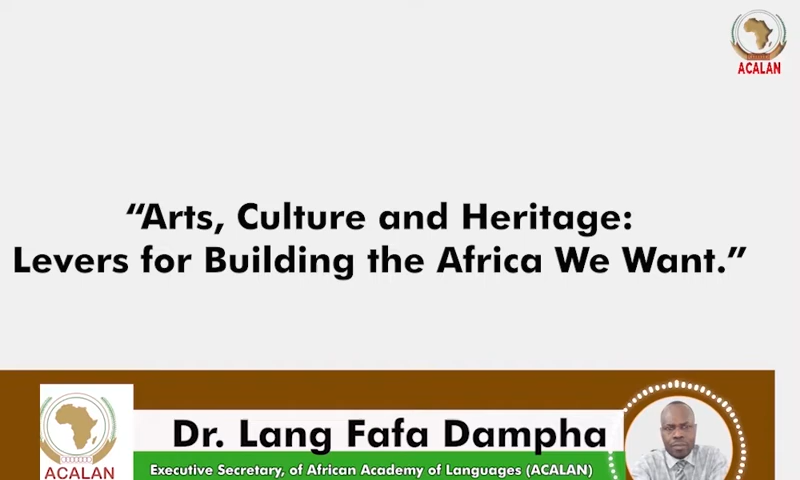 ACALAN
“Arts, Culture and Heritage:
Levers for Building the Africa We Want.”
Dr. Lang Fafa Dampha
ACALAN
Executive Secretary, of African Academy of Languages (ACALAN)